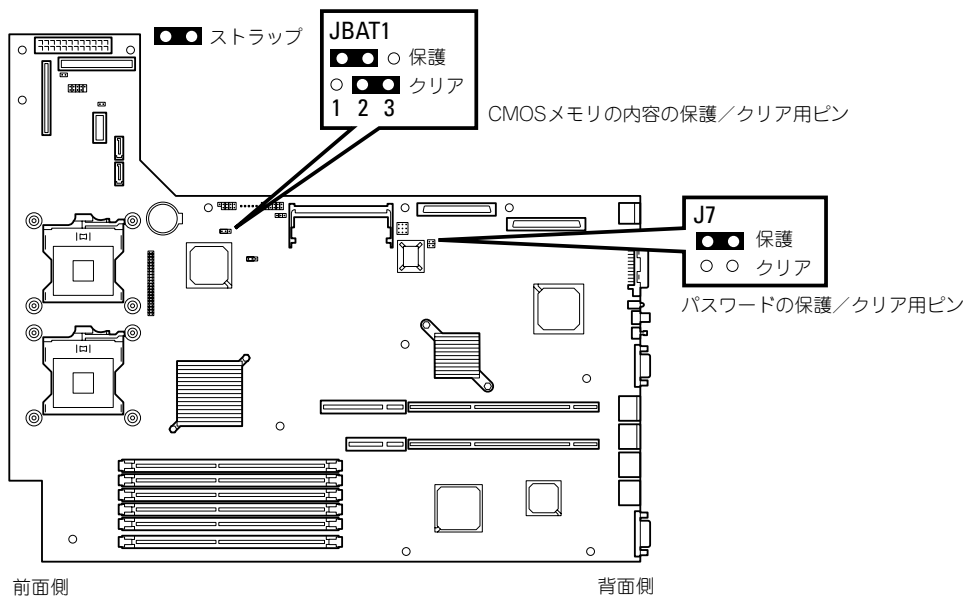 ストラップ
JBAT1
保護
クリア
1 2 3
CMOSメモリの内容の保護／クリア用ピン
J7
保護
クリア
パスワードの保護／クリア用ピン
前面側
背面側